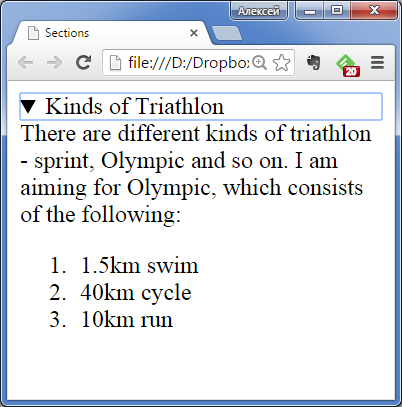 Алексей
Sections
file:///D:/Dropbo
20
Kinds of Triathlon
There are different kinds of triathlon
- sprint, Olympic and so on. I am
aiming for Olympic, which consists
of the following:
1. 1.5km swim
2. 40km cycle
3. 10km run